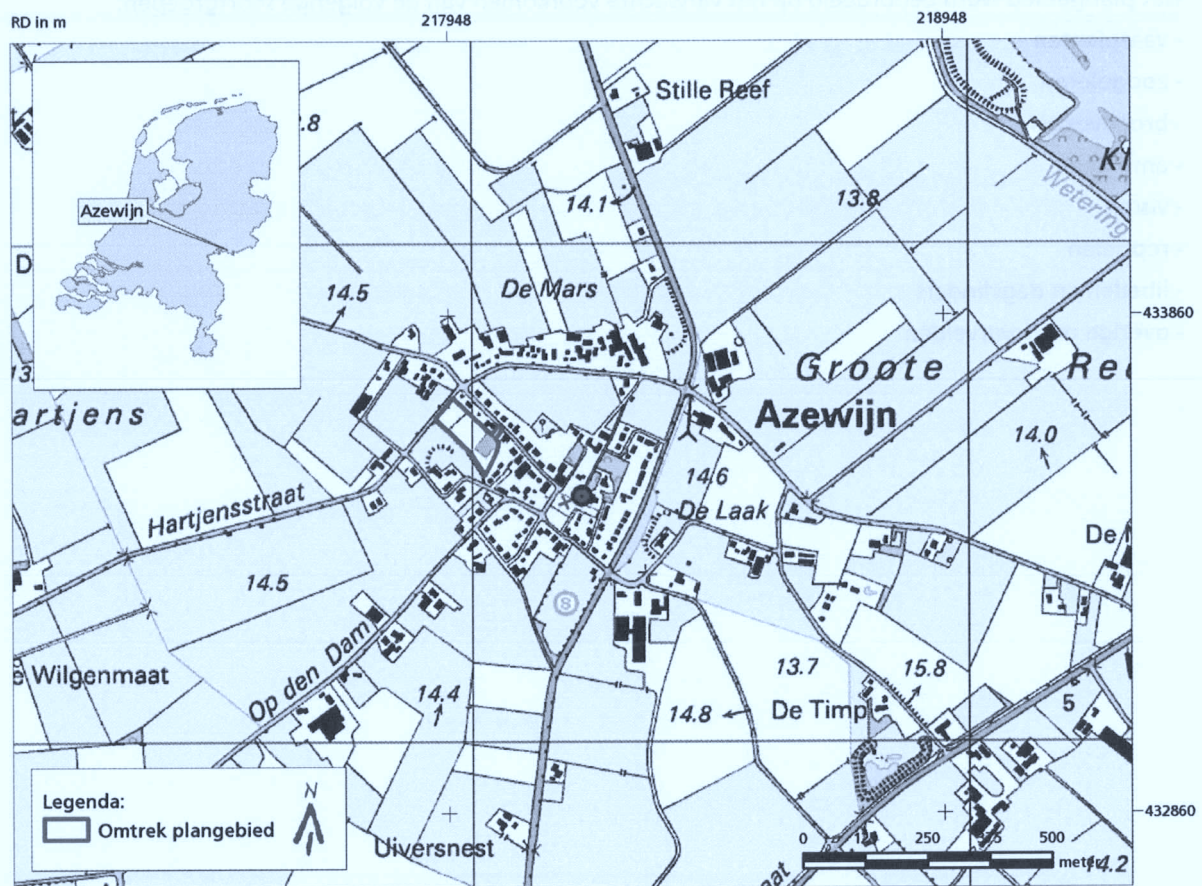 RD in m
217948
218948
Stille Reef
Azewijn
14.1
13.8
Wetering
De Mars
14.5
433860
Groote
Azewijn
artjens
14.0
14.6
Hartjensstraat
De Laak
De
14.5
S
Wilgenmaat
Op den Dam
13.7
15.8
14.4
14.8
De Timp
5
Legenda:
N
Omtrek plangebied
432860
Uiversnest
0
125
250
375
500
meter
14.2